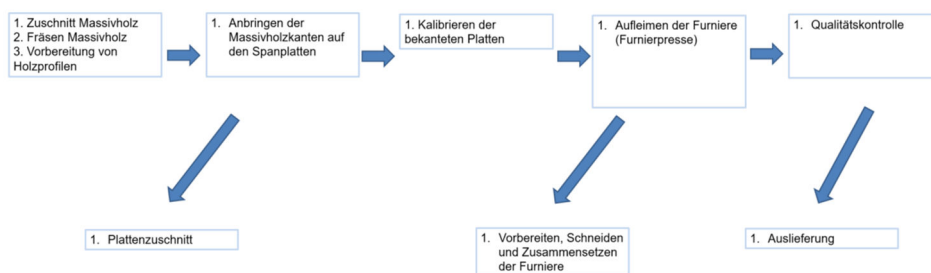 1. Zuschnitt Massivholz
2. Fräsen Massivholz
3. Vorbereitung von
Holzprofilen
1. Anbringen der
Massivholzkanten auf
den Spanplatten
1. Kalibrieren der
bekanteten Platten
1. Aufleimen der Furniere
(Furnierpresse)
1. Qualitätskontrolle
1. Plattenzuschnitt
1. Vorbereiten, Schneiden
und Zusammensetzen
der Furniere
1. Auslieferung